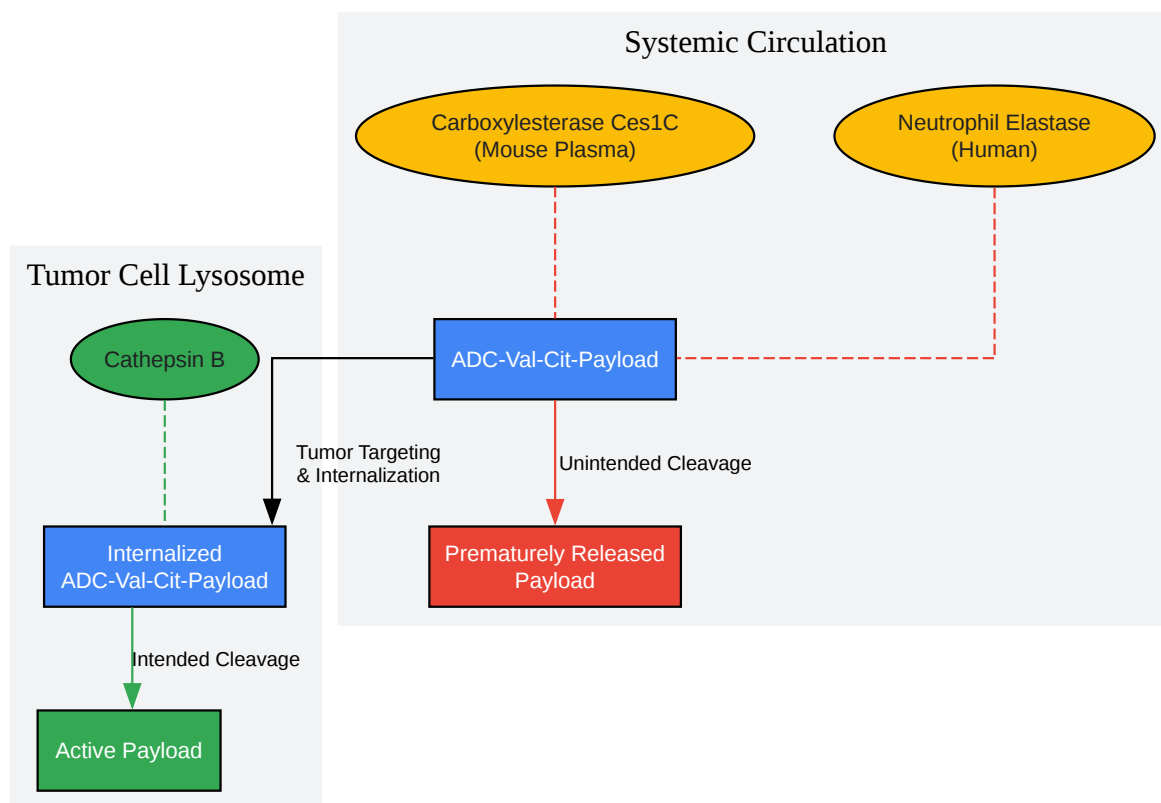 Systemic Circulation
Carboxylesterase Ces1C
(Mouse Plasma)
Neutrophil Elastase
(Human)
Tumor Cell Lysosome
Cathepsin B
ADC-Val-Cit-Payload
Tumor Targeting
& Internalization
Unintended Cleavage
Internalized
ADC-Val-Cit-Payload
Prematurely Released
Payload
Intended Cleavage
Active Payload